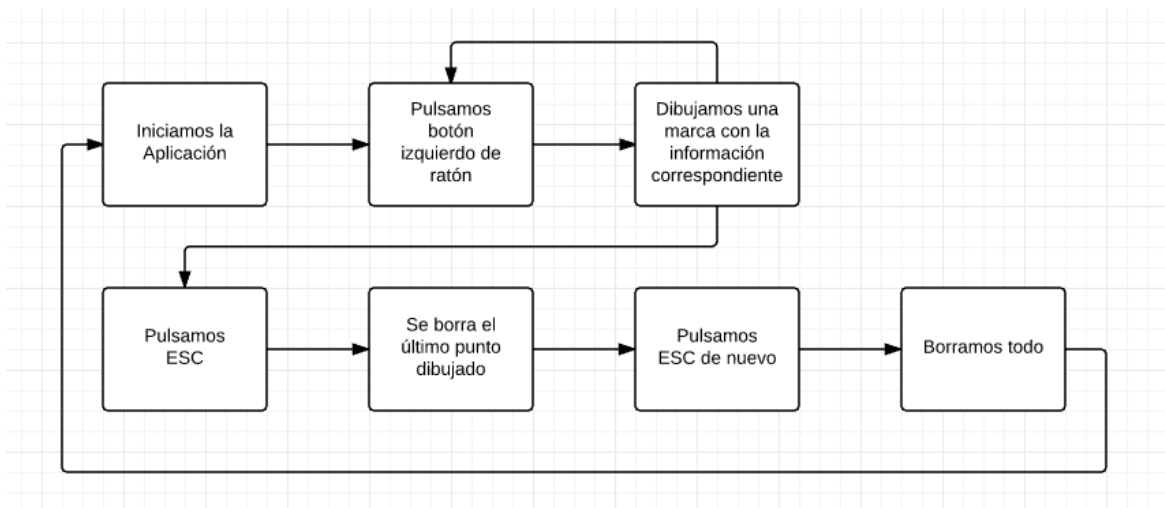 Iniciamos la
Aplicación
Pulsamos
botón
izquierdo de
ratón
Dibujamos una
marca con la
información
correspondiente
Pulsamos
ESC
Se borra el
último punto
dibujado
Pulsamos
ESC de nuevo
Borramos todo